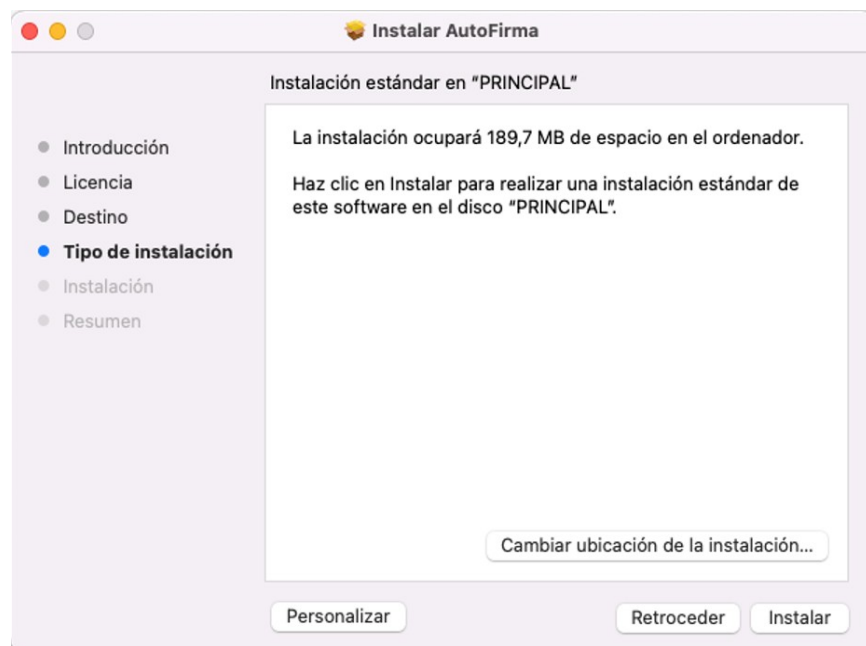 Instalar AutoFirma
Instalación estándar en “PRINCIPAL”
Introducción
Licencia
Destino
Tipo de instalación
Instalación
Resumen
La instalación ocupará 189,7 MB de espacio en el ordenador.
Haz clic en Instalar para realizar una instalación estándar de
este software en el disco “PRINCIPAL”.
Cambiar ubicación de la instalación...
Personalizar
Retroceder
Instalar